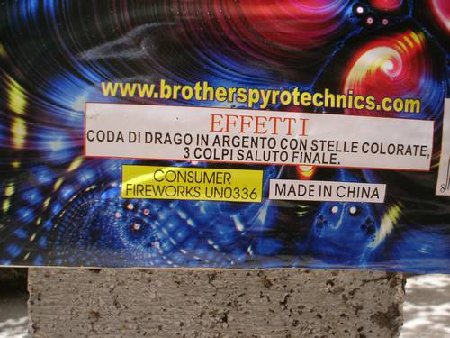 www.brotherspyrotechnics.com
EFFETTI
CODA DI DRAGO IN ARGENTO CON STELLE COLORATE,
3 COLPI SALUTO FINALE.
CONSUMER
FIREWORKS UN0336
MADE IN CHINA